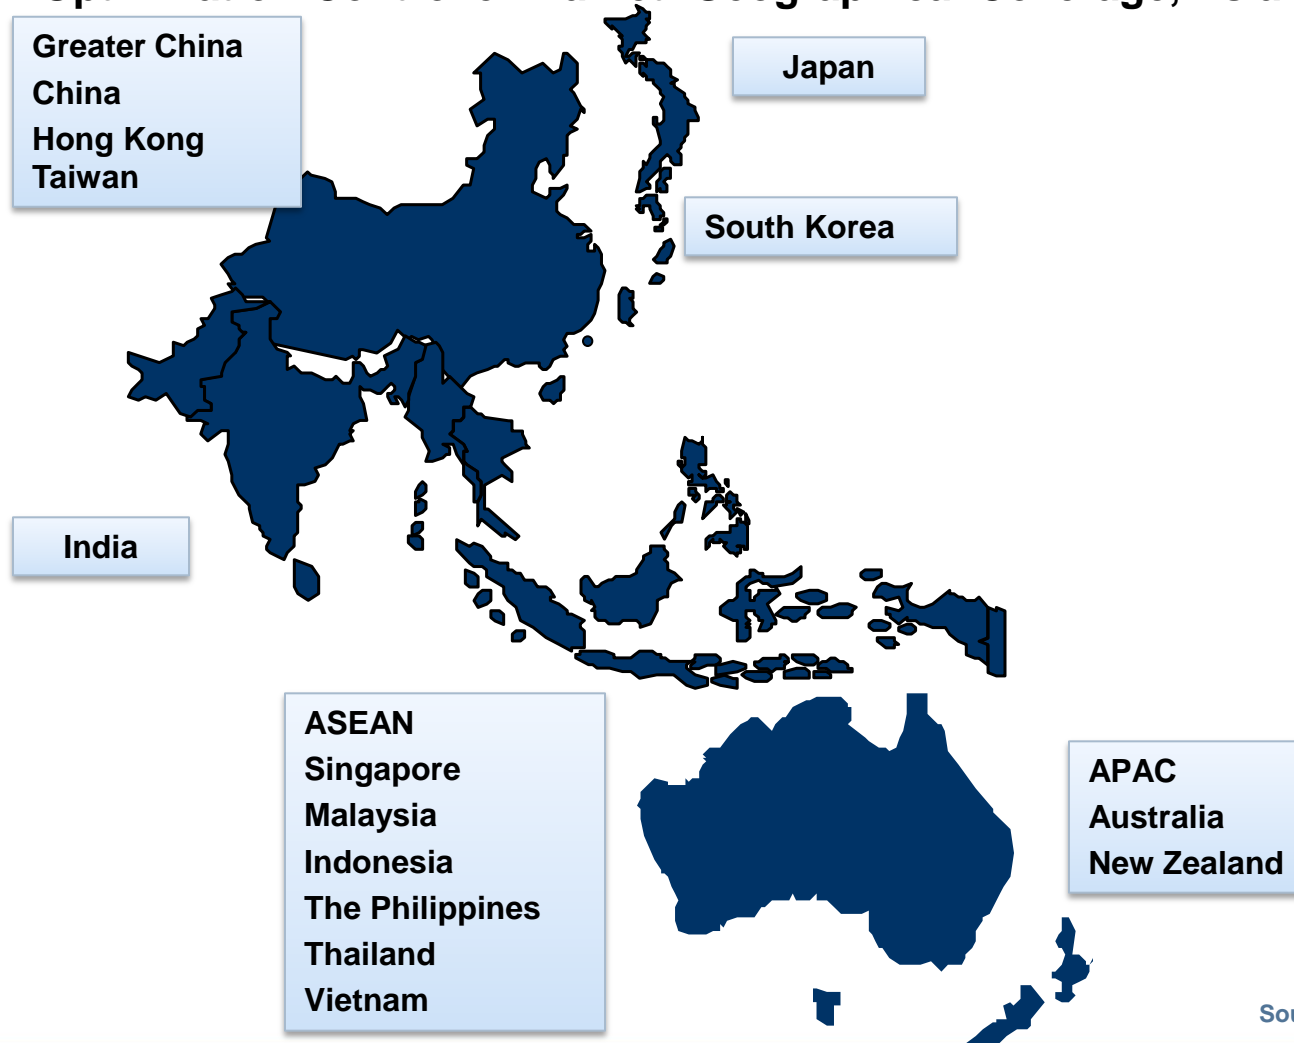 Greater China
China
Hong Kong
Taiwan
Japan
South Korea
India
ASEAN
Singapore
Malaysia
Indonesia
The Philippines
Thailand
Vietnam
APAC
Australia
New Zealand